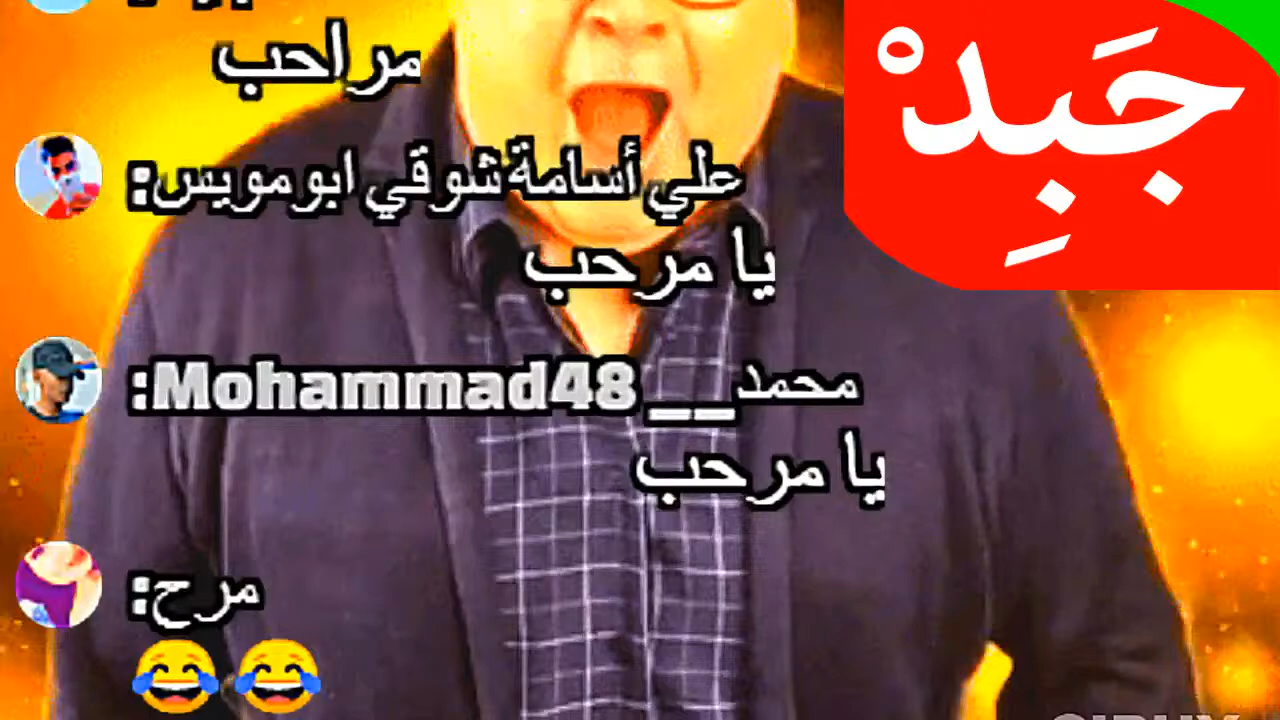 مراحب
جَبِدْ
علي أسامة شوقي ابو مويس:
يا مرحب
محمد__Mohammad48:
يا مرحب
مرح:
😂😂